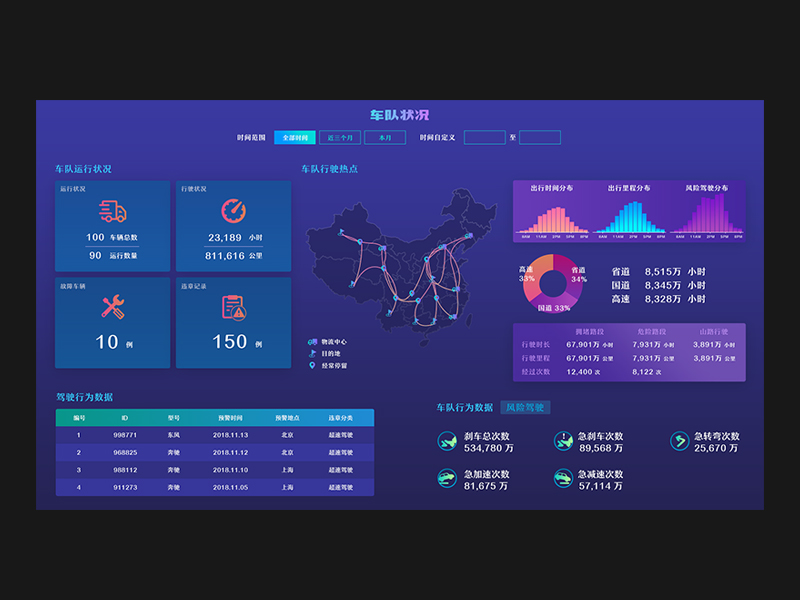 车队状况
时间范围 全部时间 近三个月 本月 时间自定义 至
车队运行状况
运行状况
100 车辆总数
90 运行数量
行驶状况
23,189 小时
811,616 公里
故障车辆
10 例
违章记录
150 例
车队行驶热点
物流中心
目的地
经常停留
出行时间分布 出行里程分布 风险驾驶分布
8AM 11AM 2PM 5PM 8PM 8AM 11AM 2PM 5PM 8PM 8AM 11AM 2PM 5PM 8PM
高速
33%
省道
34%
国道 33%
省道 8,515万 小时
国道 8,345万 小时
高速 8,328万 小时
拥堵路段 危险路段 山路行驶
行驶时长 67,901万 小时 7,931万 小时 3,891万 小时
行驶里程 67,901万 公里 7,931万 公里 3,891万 公里
经过次数 12,400 次 8,122 次
驾驶行为数据
编号 ID 型号 预警时间 预警地点 违章分类
1 998771 东风 2018.11.13 北京 超速驾驶
2 968825 奔驰 2018.11.12 北京 超速驾驶
3 988112 奔驰 2018.11.10 上海 超速驾驶
4 911273 奔驰 2018.11.05 上海 超速驾驶
车队行为数据 风险驾驶
刹车总次数
534,780 万
急刹车次数
89,568 万
急转弯次数
25,670 万
急加速次数
81,675 万
急减速次数
57,114 万